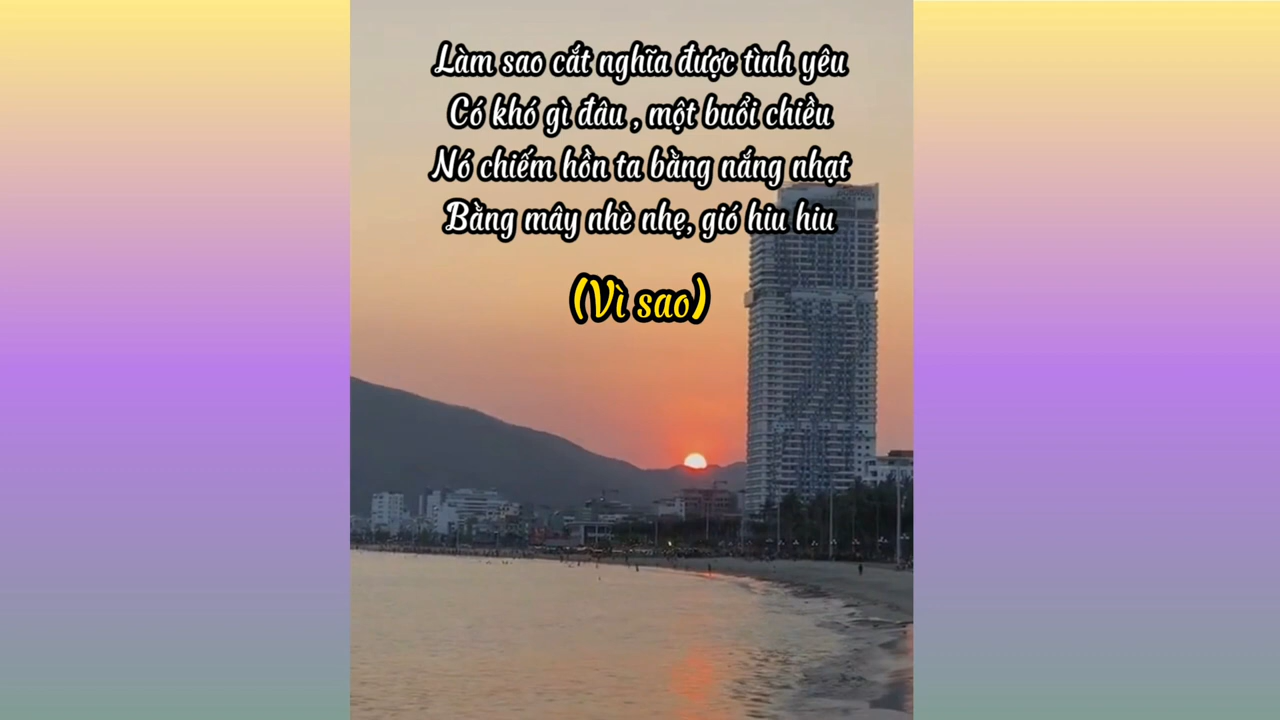 Làm sao cắt nghĩa được tình yêu
Có khó gì đâu , một buổi chiều
Nó chiếm hồn ta bằng nắng nhạt
Bằng mây nhè nhẹ, gió hiu hiu
(Vì sao)